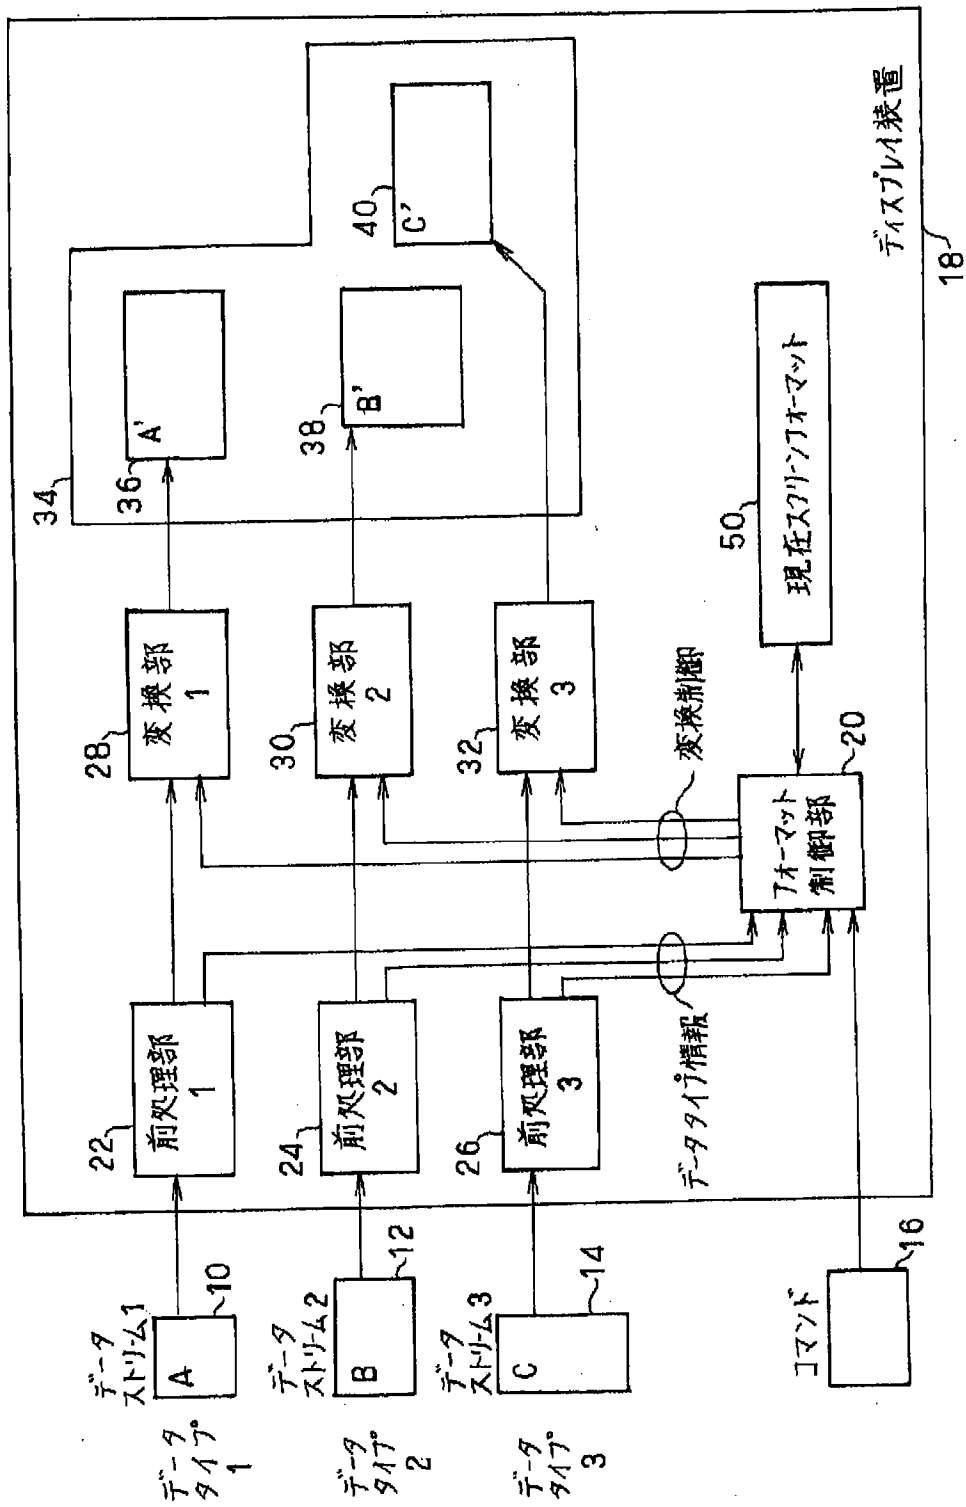 データ
タイプ
1
データ
ストリーム1
A
10
22
前処理部
1
28
変換部
1
34
36
A'
データ
タイプ
2
データ
ストリーム2
B
12
24
前処理部
2
30
変換部
2
38
B'
データ
タイプ
3
データ
ストリーム3
C
14
26
前処理部
3
32
変換部
3
40
C'
データタイプ情報
変換制御
コマンド
16
フォーマット
制御部
20
50
現在スクリーンフォーマット
ディスプレイ装置
18